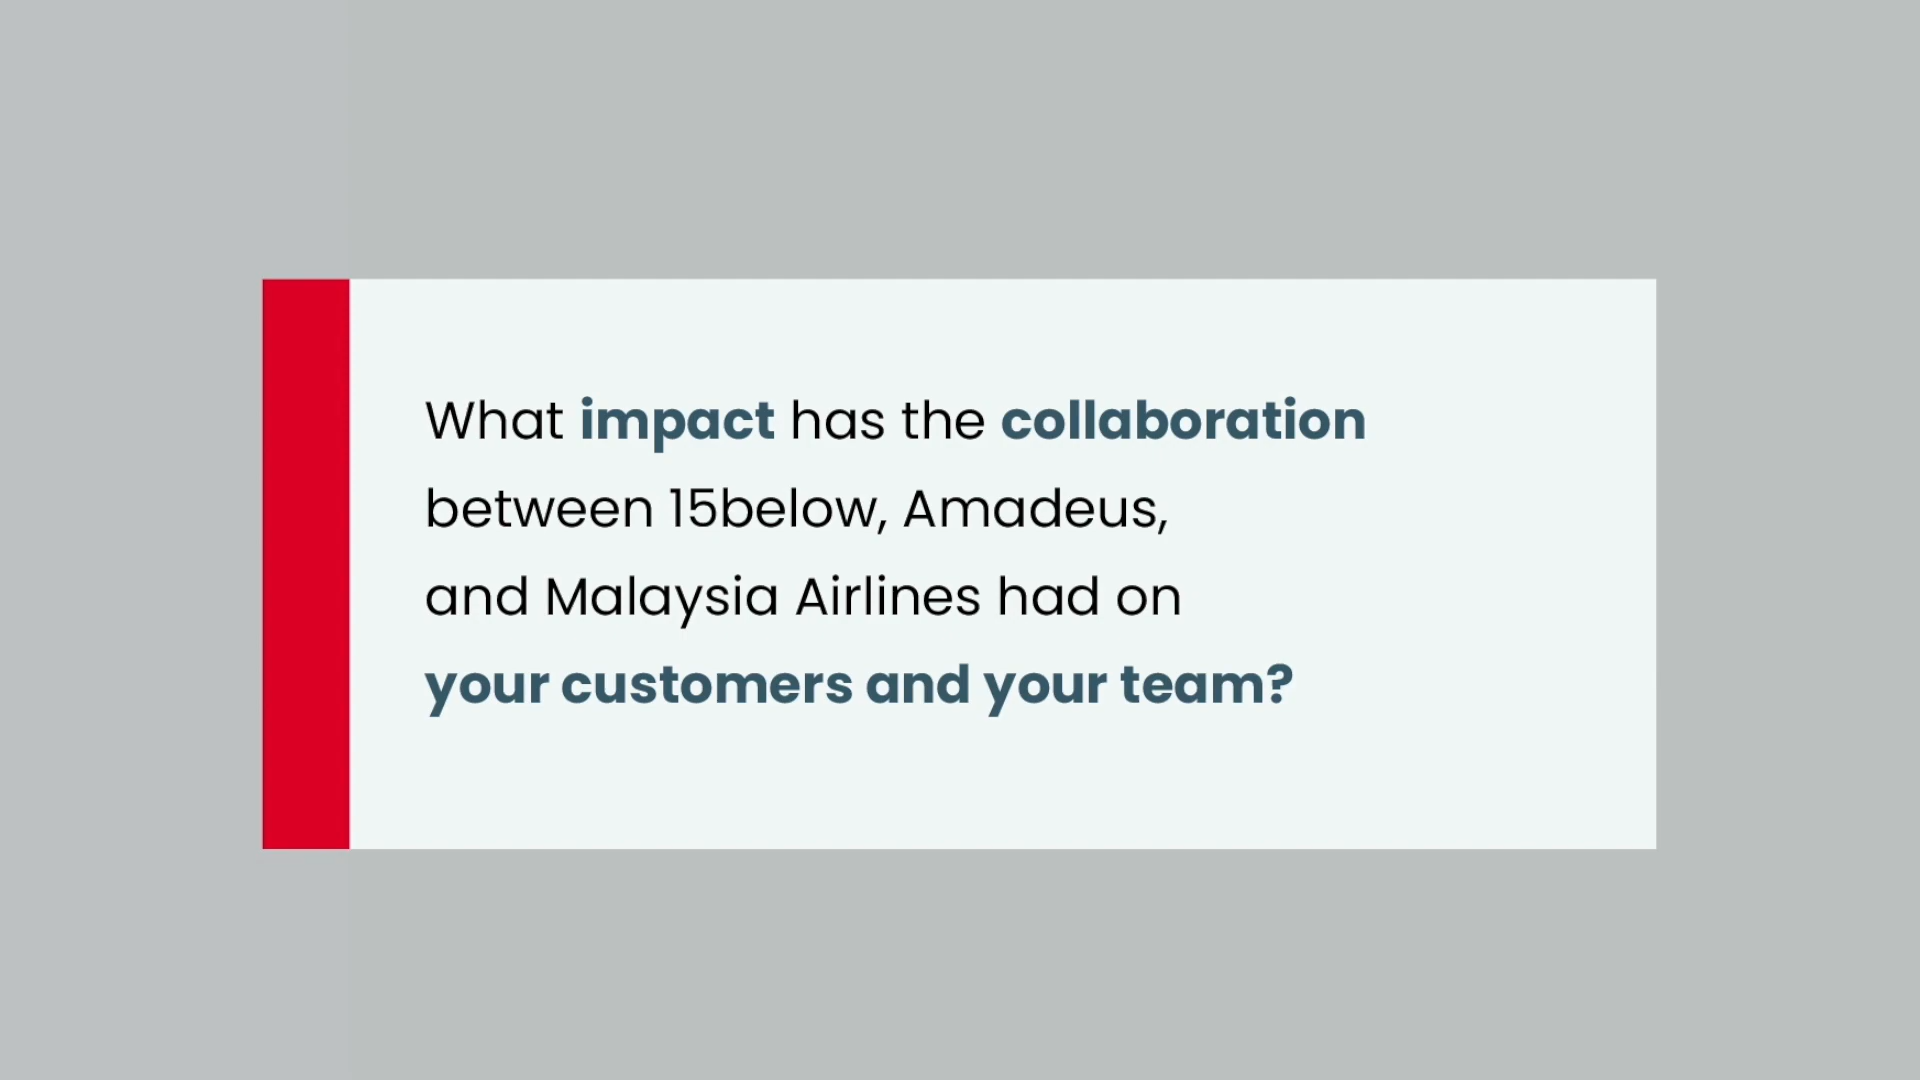 What impact has the collaboration
between 15below, Amadeus,
and Malaysia Airlines had on
your customers and your team?